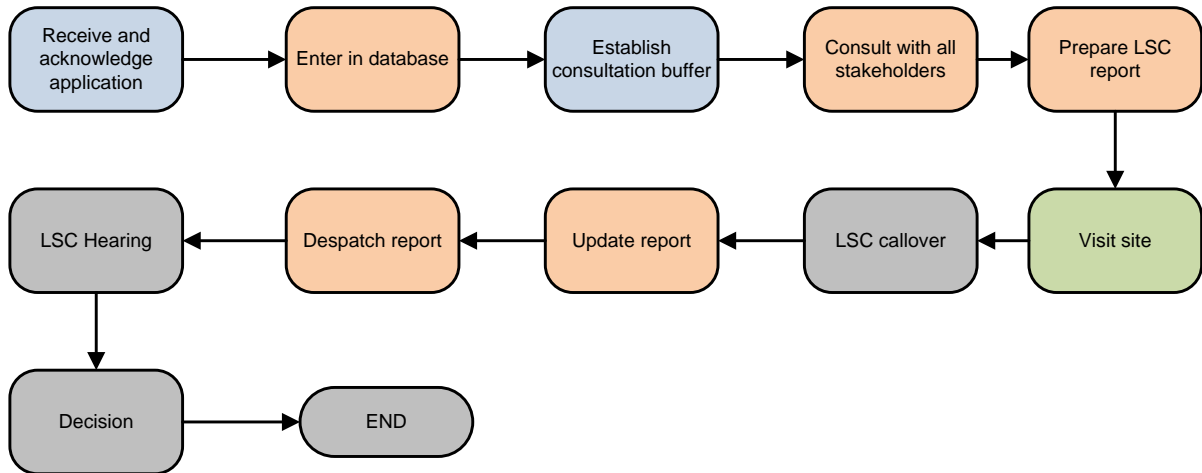 Receive and
acknowledge
application
Enter in database
Establish
consultation buffer
Consult with all
stakeholders
Prepare LSC
report
Visit site
LSC callover
Update report
Despatch report
LSC Hearing
Decision
END